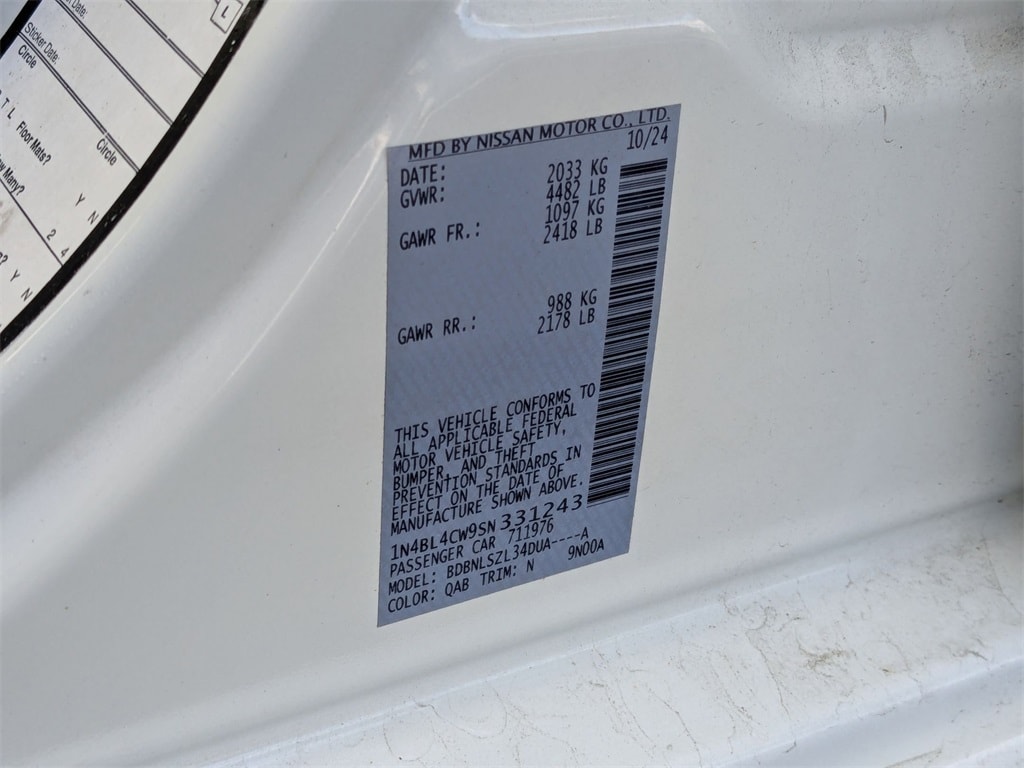 Sticker Date:
Circle
Circle
T L Floor Mats?
Many?
Y N
2 4
Y N
L
MFD BY NISSAN MOTOR CO., LTD.
DATE: 10/24
GVWR: 2033 KG
4482 LB
GAWR FR.: 1097 KG
2418 LB
GAWR RR.: 988 KG
2178 LB
THIS VEHICLE CONFORMS TO
ALL APPLICABLE FEDERAL
MOTOR VEHICLE SAFETY,
BUMPER, AND THEFT
PREVENTION STANDARDS IN
EFFECT ON THE DATE OF
MANUFACTURE SHOWN ABOVE.
1N4BL4CW9SN331243
PASSENGER CAR 711976
MODEL: BDBNLSZL34DUA----A
COLOR: QAB TRIM: N 9N00A